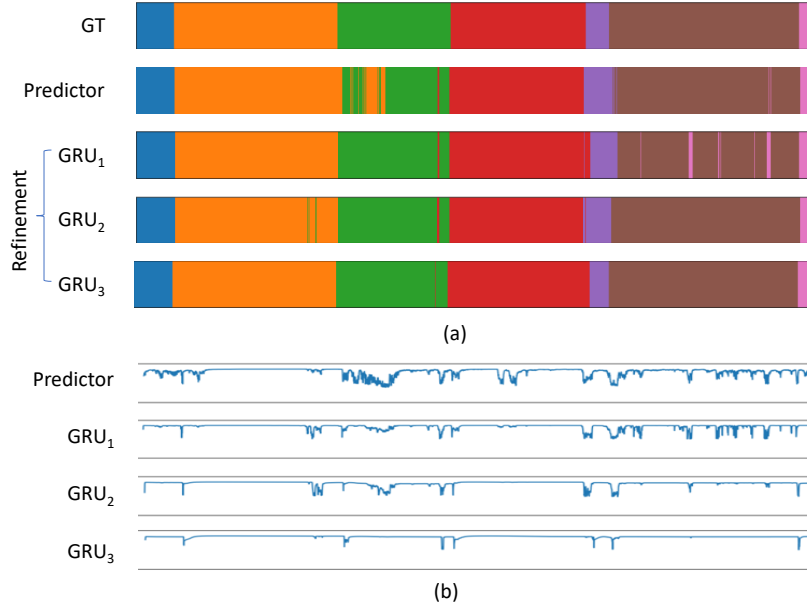 GT
Predictor
Refinement
GRU₁
GRU₂
GRU₃
(a)
Predictor
GRU₁
GRU₂
GRU₃
(b)